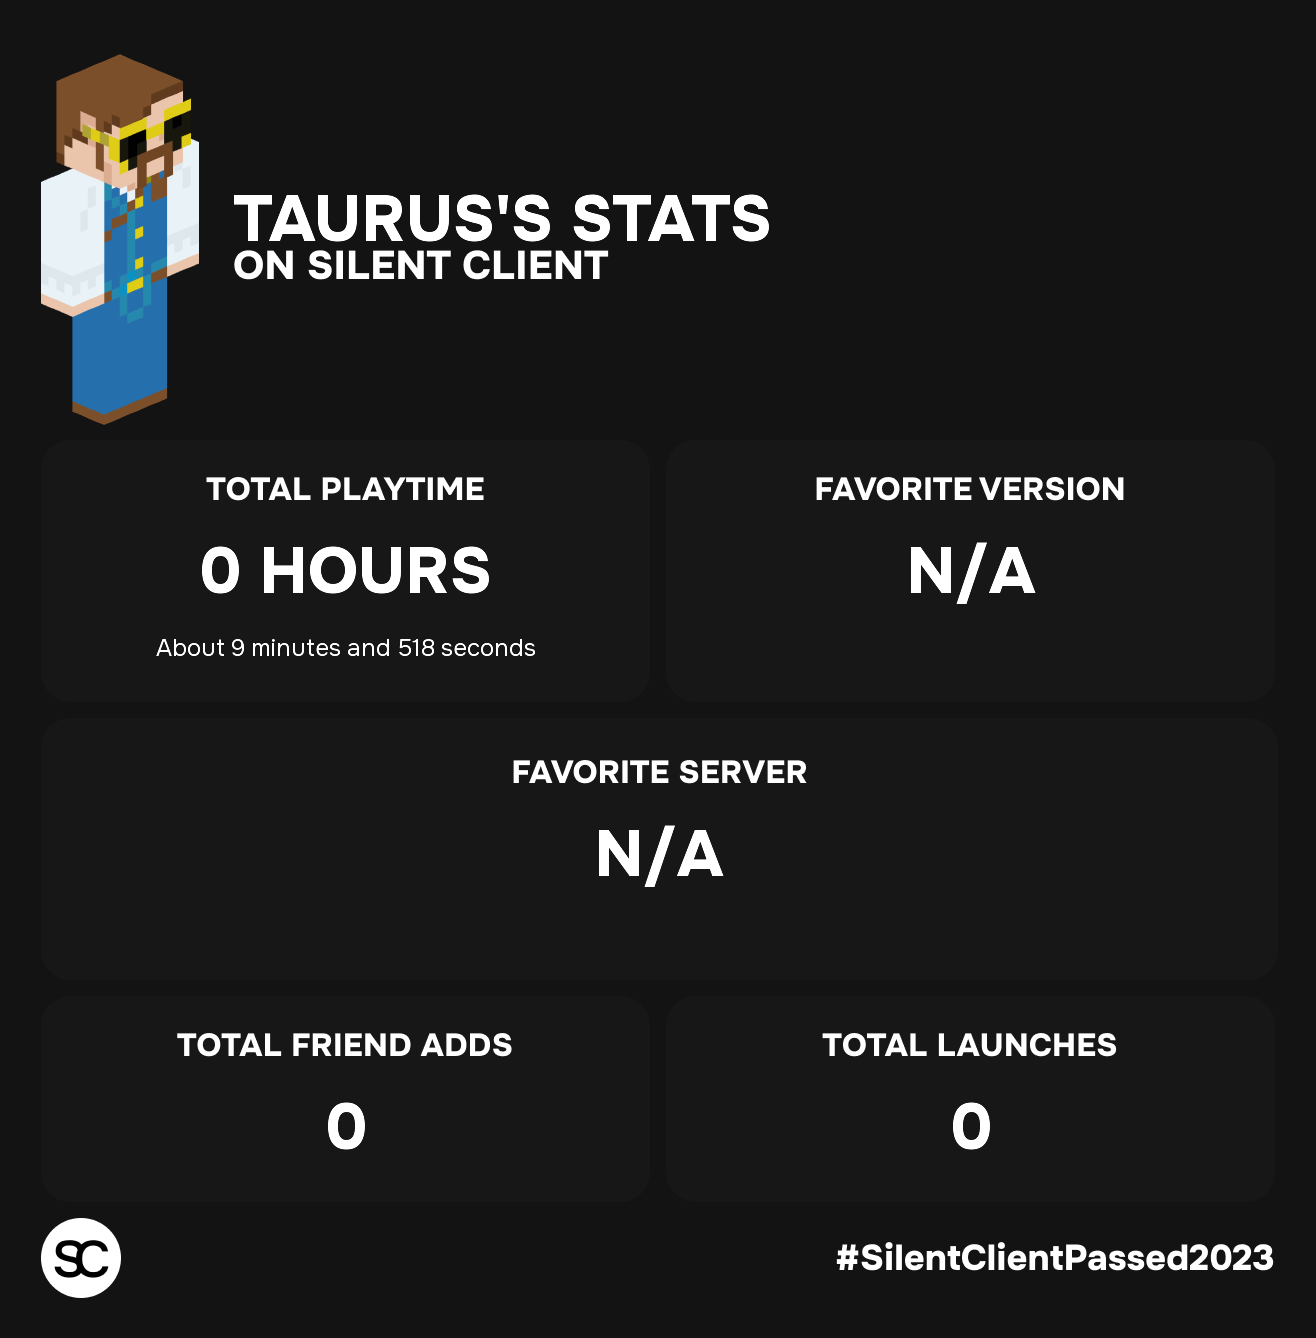 TAURUS'S STATS
ON SILENT CLIENT
TOTAL PLAYTIME
0 HOURS
About 9 minutes and 518 seconds
FAVORITE VERSION
N/A
FAVORITE SERVER
N/A
TOTAL FRIEND ADDS
0
TOTAL LAUNCHES
0
SC
#SilentClientPassed2023